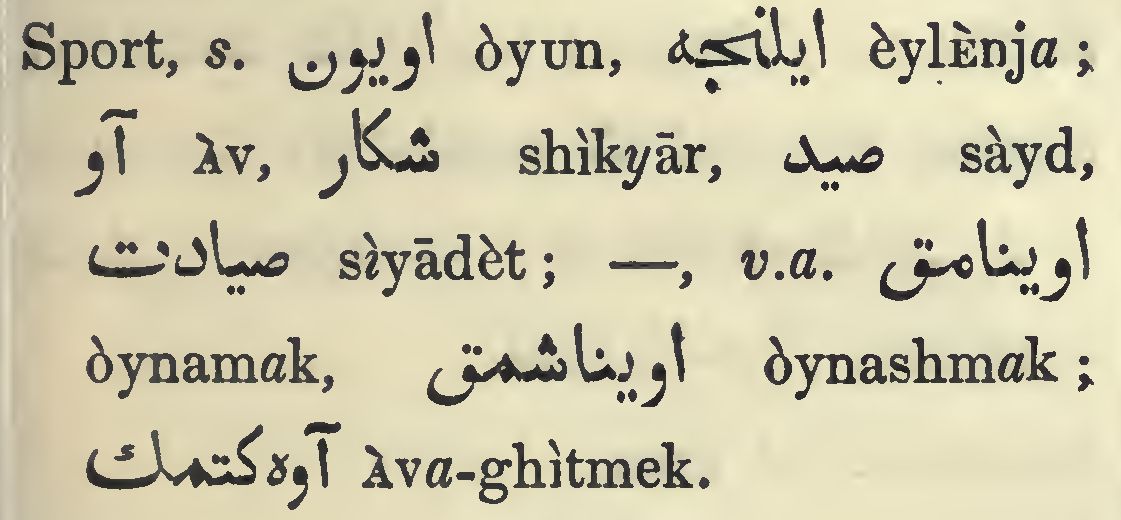 Sport, s. اويون òyun, ايلنجه èylènja;
آو àv, شكار shìkyār, صيد sàyd,
صيادت sìyādèt; —, v.a. اوينامق
òynamak, اويناشمق òynashmak;
آوه كتمك àva-ghìtmek.